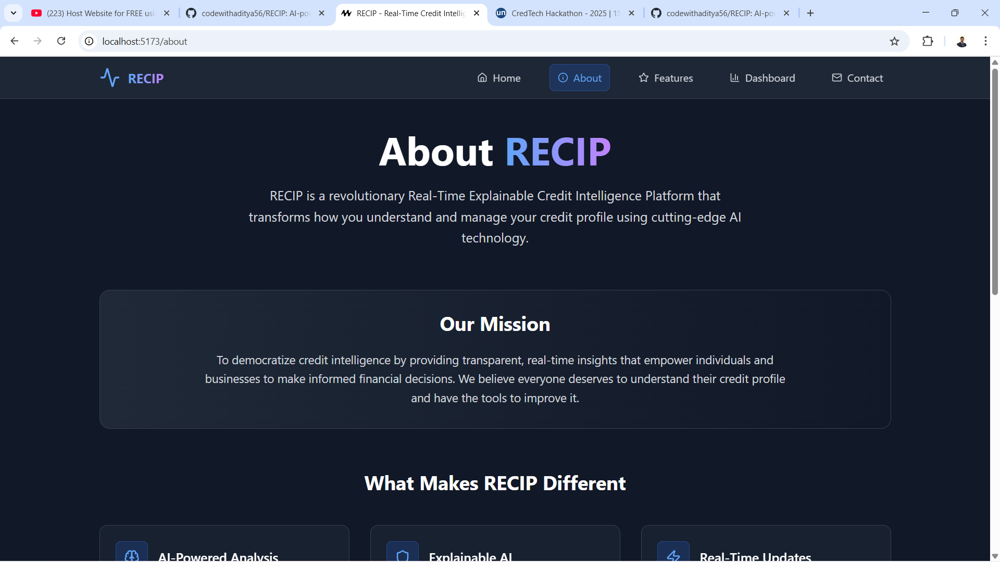 (223) Host Website for FREE usi
codewithaditya56/RECIP: AI-po
RECIP - Real-Time Credit Intellig
CredTech Hackathon - 2025 | 15
codewithaditya56/RECIP: AI-po
localhost:5173/about
RECIP
Home
About
Features
Dashboard
Contact
About RECIP
RECIP is a revolutionary Real-Time Explainable Credit Intelligence Platform that
transforms how you understand and manage your credit profile using cutting-edge AI
technology.
Our Mission
To democratize credit intelligence by providing transparent, real-time insights that empower individuals and
businesses to make informed financial decisions. We believe everyone deserves to understand their credit profile
and have the tools to improve it.
What Makes RECIP Different
AI-Powered Analysis
Explainable AI
Real-Time Updates